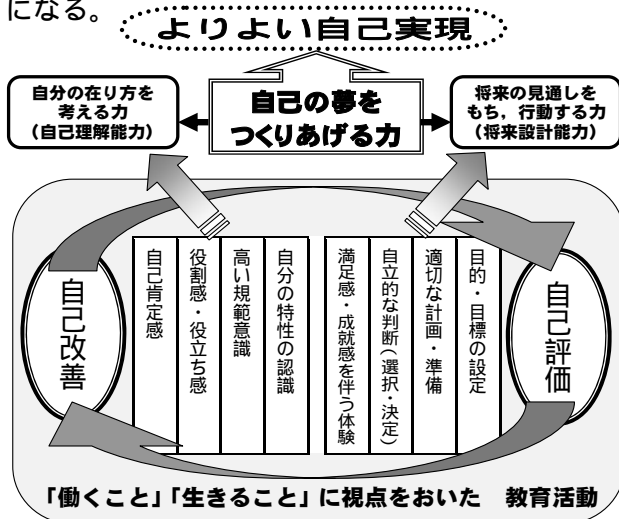 になる。
よりよい自己実現
自分の在り方を
考える力
（自己理解能力）
自己の夢を
つくりあげる力
将来の見通しを
もち，行動する力
（将来設計能力）
自己改善
自己肯定感
役割感・役立ち感
高い規範意識
自分の特性の認識
満足感・成就感を伴う体験
自立的な判断（選択・決定）
適切な計画・準備
目的・目標の設定
自己評価
「働くこと」「生きること」に視点をおいた　教育活動